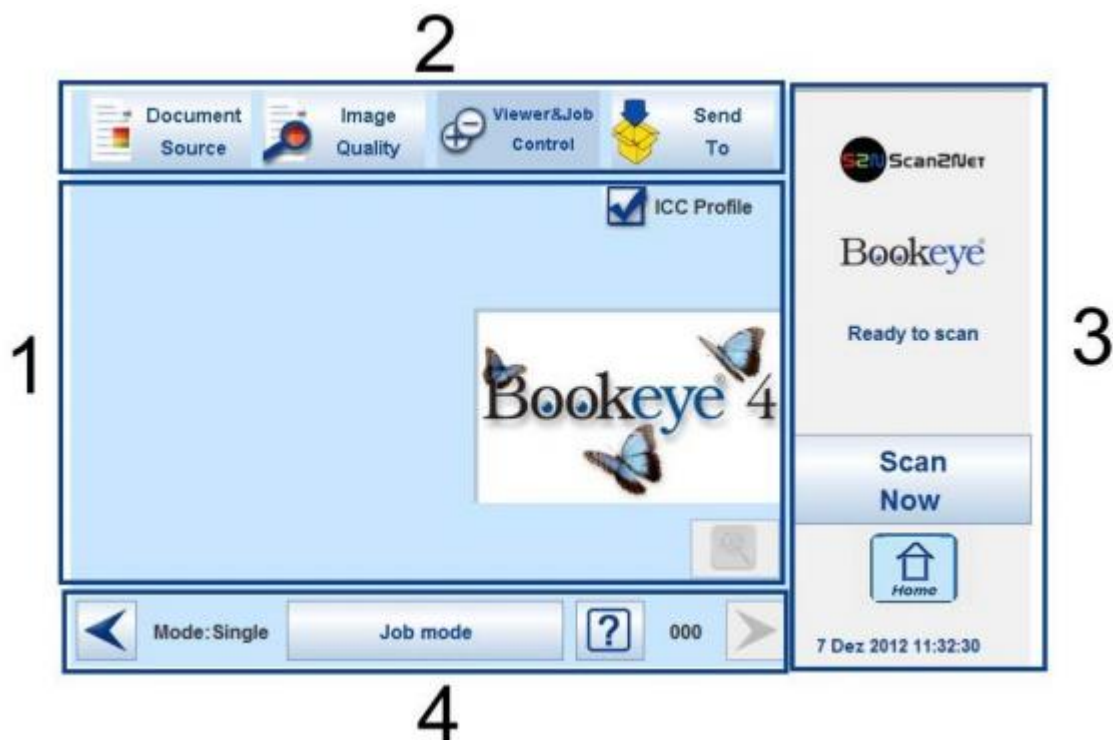 2
Document
Source
Image
Quality
Viewer&Job
Control
Send
To
ICC Profile
Bookeye® 4
1
S2N Scan2Net
Bookeye®
Ready to scan
Scan
Now
Home
7 Dez 2012 11:32:30
3
Mode:Single
Job mode
?
000
4